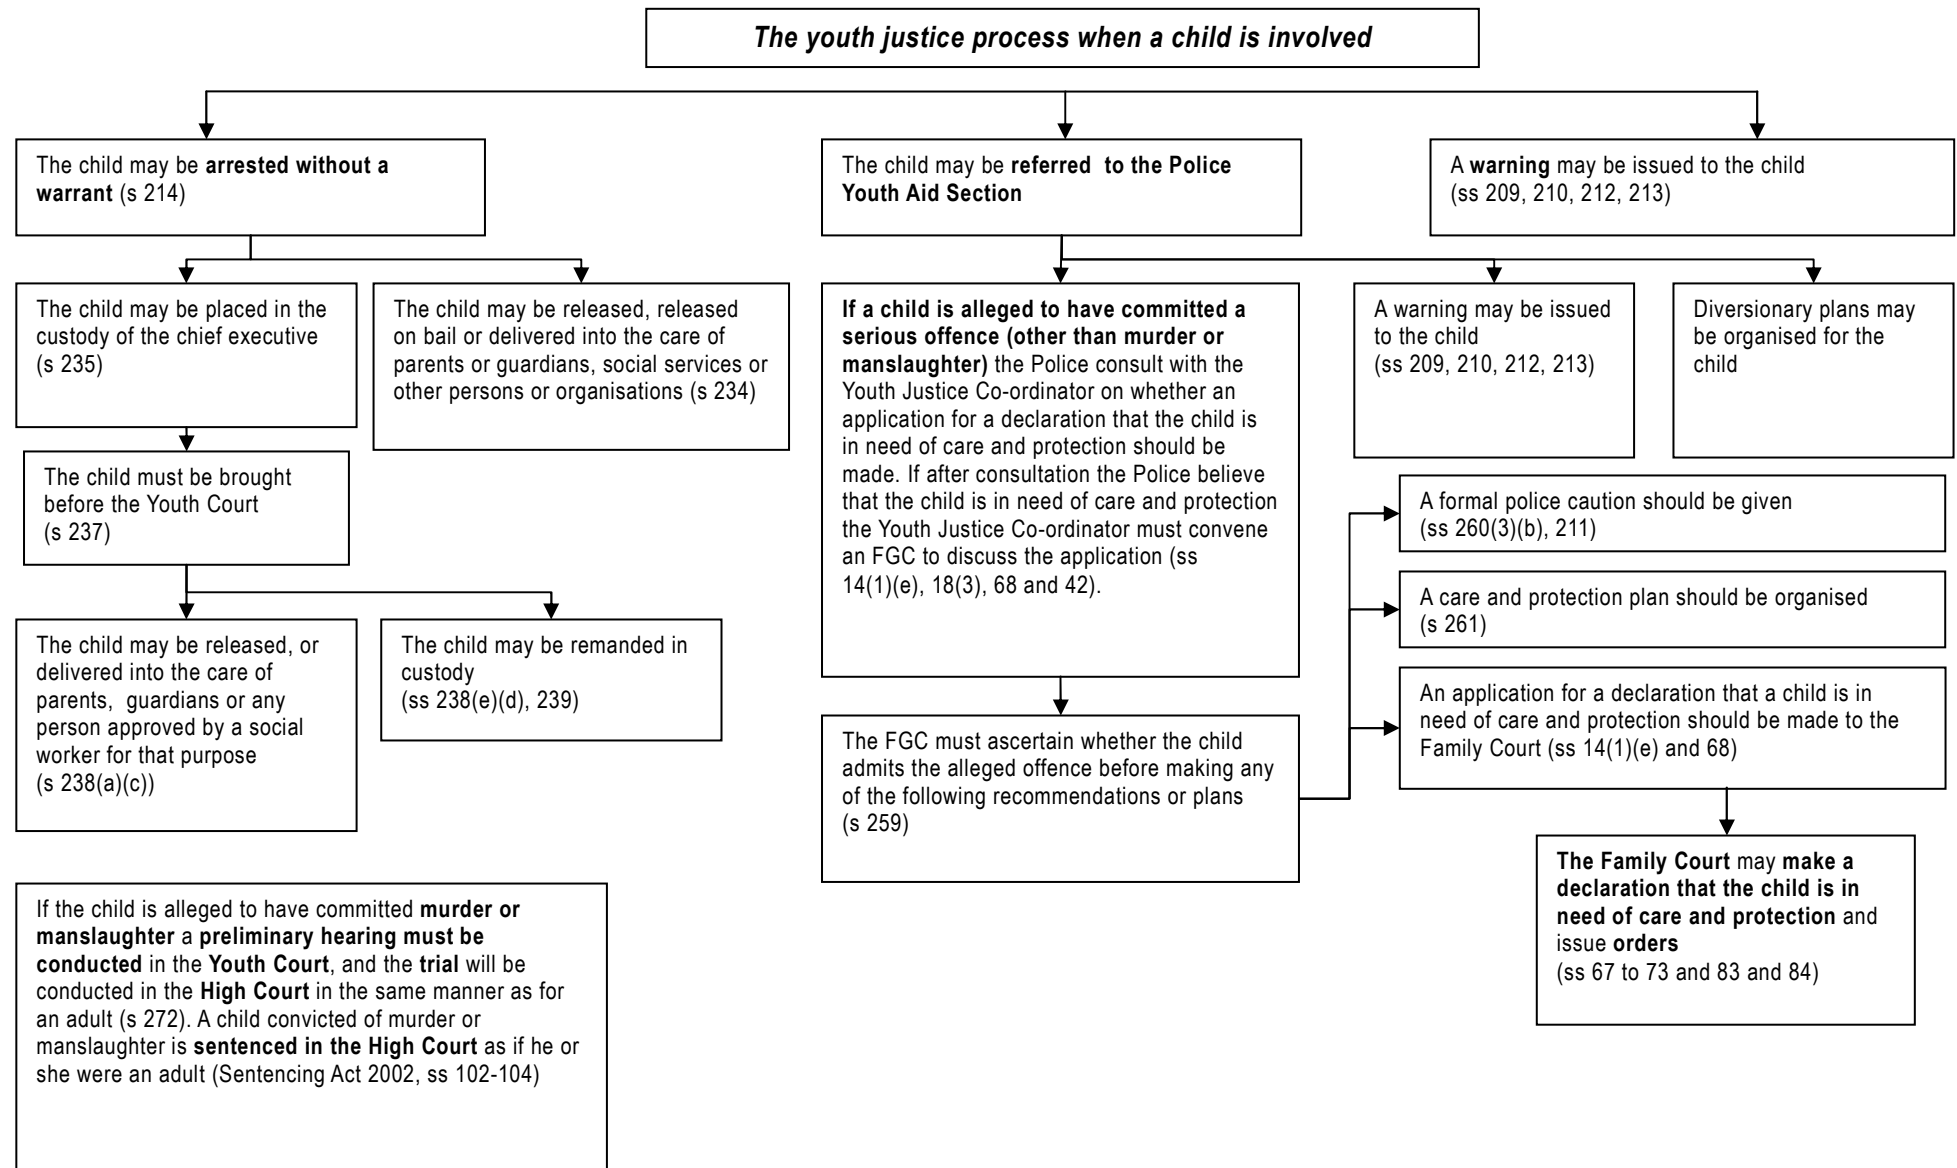 The youth justice process when a child is involved
The child may be arrested without a
warrant (s 214)
The child may be referred  to the Police
Youth Aid Section
A warning may be issued to the child
(ss 209, 210, 212, 213)
The child may be placed in the
custody of the chief executive
(s 235)
The child may be released, released
on bail or delivered into the care of
parents or guardians, social services or
other persons or organisations (s 234)
If a child is alleged to have committed a
serious offence (other than murder or
manslaughter) the Police consult with the
Youth Justice Co-ordinator on whether an
application for a declaration that the child is
in need of care and protection should be
made. If after consultation the Police believe
that the child is in need of care and protection
the Youth Justice Co-ordinator must convene
an FGC to discuss the application (ss
14(1)(e), 18(3), 68 and 42).
A warning may be issued
to the child
(ss 209, 210, 212, 213)
Diversionary plans may
be organised for the
child
The child must be brought
before the Youth Court
(s 237)
A formal police caution should be given
(ss 260(3)(b), 211)
A care and protection plan should be organised
(s 261)
The child may be released, or
delivered into the care of
parents,  guardians or any
person approved by a social
worker for that purpose
(s 238(a)(c))
The child may be remanded in
custody
(ss 238(e)(d), 239)
An application for a declaration that a child is in
need of care and protection should be made to the
Family Court (ss 14(1)(e) and 68)
The FGC must ascertain whether the child
admits the alleged offence before making any
of the following recommendations or plans
(s 259)
The Family Court may make a
declaration that the child is in
need of care and protection and
issue orders
(ss 67 to 73 and 83 and 84)
If the child is alleged to have committed murder or
manslaughter a preliminary hearing must be
conducted in the Youth Court, and the trial will be
conducted in the High Court in the same manner as for
an adult (s 272). A child convicted of murder or
manslaughter is sentenced in the High Court as if he or
she were an adult (Sentencing Act 2002, ss 102-104)